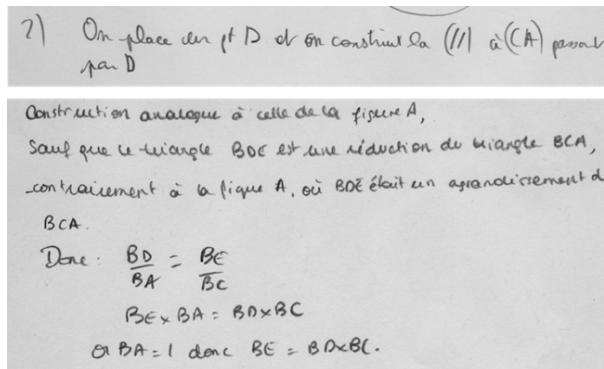 2) On place un pt D et on construit la (//) à (CA) passant
par D
Construction analogue à celle de la figure A,
Sauf que le triangle BDE est une réduction du triangle BCA,
contrairement à la figure A, où BDE était un agrandissement d
BCA.
Donc : BD/BA = BE/BC
BE x BA = BD x BC
or BA = 1 donc BE = BD x BC.